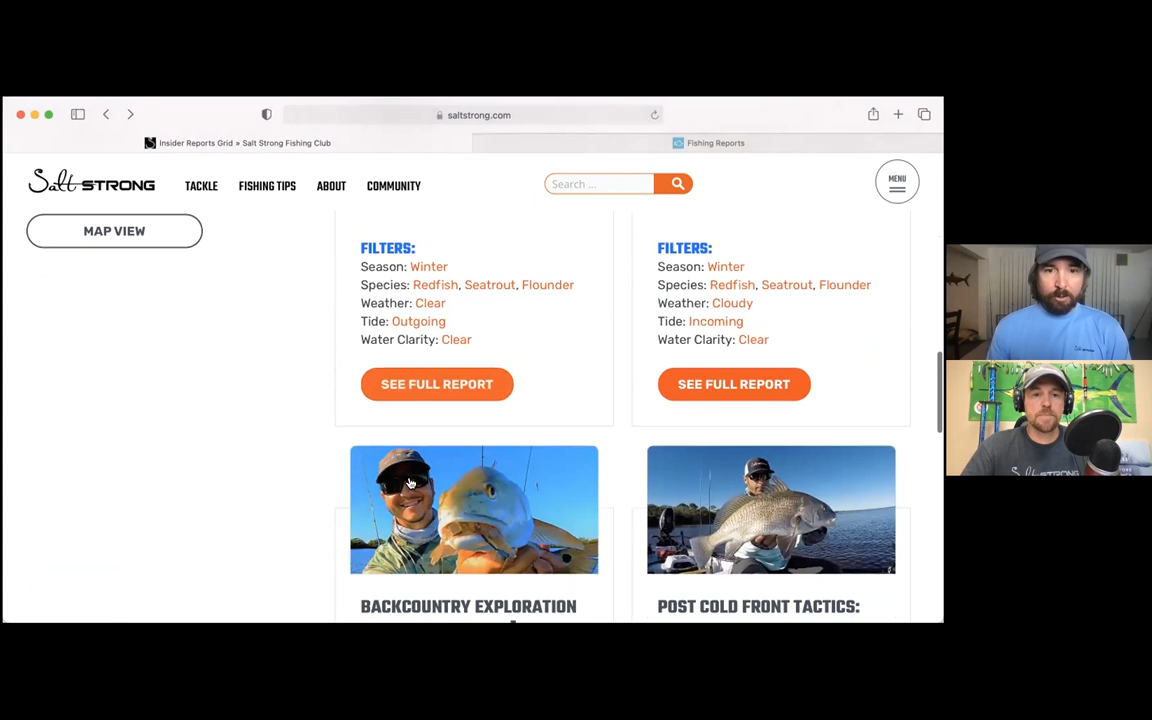 saltstrong.com
Insider Reports Grid » Salt Strong Fishing Club
Fishing Reports
Salt STRONG
TACKLE
FISHING TIPS
ABOUT
COMMUNITY
Search ...
MENU
MAP VIEW
FILTERS:
Season: Winter
Species: Redfish, Seatrout, Flounder
Weather: Clear
Tide: Outgoing
Water Clarity: Clear
SEE FULL REPORT
FILTERS:
Season: Winter
Species: Redfish, Seatrout, Flounder
Weather: Cloudy
Tide: Incoming
Water Clarity: Clear
SEE FULL REPORT
BACKCOUNTRY EXPLORATION
POST COLD FRONT TACTICS:
Salt STRONG